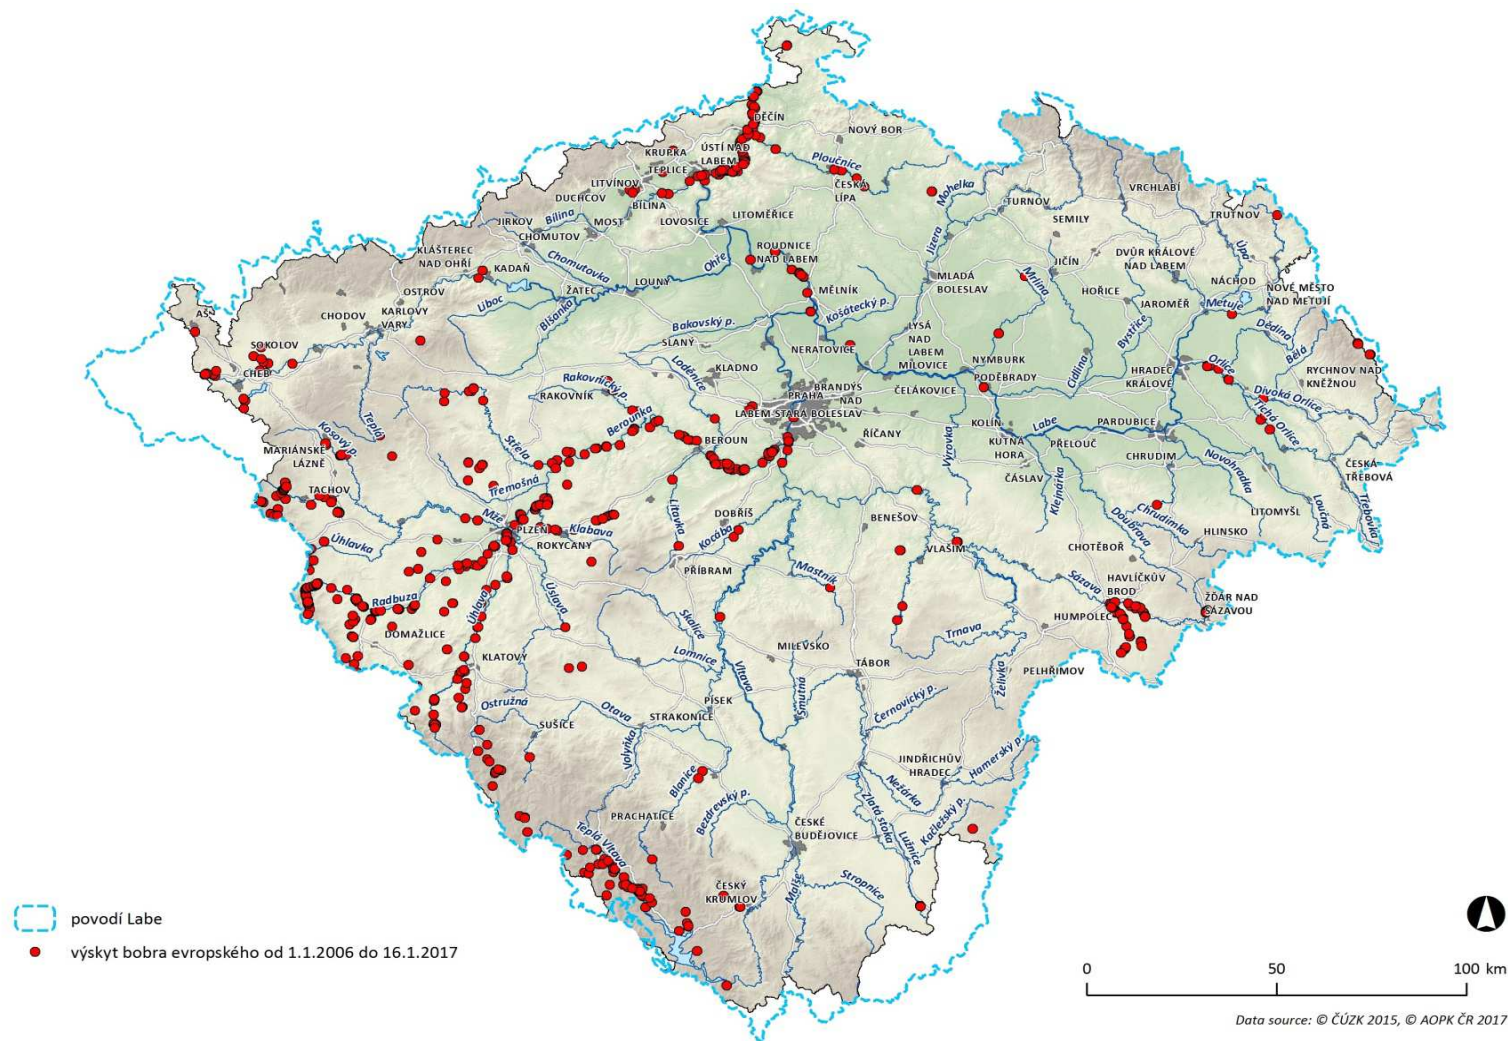 DĚČÍN
NOVÝ BOR
KRUPKA
ÚSTÍ NAD
LABEM
TEPLICE
Ploučnice
ČESKÁ
LÍPA
Mohelka
LITVÍNOV
DUCHCOV
BÍLINA
Bílina
JIRKOV
MOST
LOVOSICE
LITOMĚŘICE
CHOMUTOV
TURNOV
SEMILY
VRCHLABÍ
TRUTNOV
Úpa
KLÁŠTEREC
NAD OHŘÍ
KADAŇ
Chomutovka
ROUDNICE
NAD LABEM
Ohře
Jizera
MLADÁ
BOLESLAV
Mrlina
JIČÍN
DVŮR KRÁLOVÉ
NAD LABEM
NÁCHOD
NOVÉ MĚSTO
NAD METUJÍ
OSTROV
ŽATEC
LOUNY
MĚLNÍK
HOŘICE
JAROMĚŘ
Metuje
Liboc
Blšanka
Košátecký p.
Bystřice
Dědina
Bělá
AŠ
CHODOV
KARLOVY
VARY
Bakovský p.
SLANÝ
NERATOVICE
LYSÁ
NAD
LABEM
MILOVICE
NYMBURK
Cidlina
HRADEC
KRÁLOVÉ
Orlice
RYCHNOV NAD
KNĚŽNOU
SOKOLOV
CHEB
Loděnice
KLADNO
PODĚBRADY
Rakovnický p.
RAKOVNÍK
BRANDÝS
NAD
LABEM-STARÁ BOLESLAV
PRAHA
ČELÁKOVICE
Divoká Orlice
Tichá Orlice
Teplá
Kosový p.
Střela
Berounka
BEROUN
ŘÍČANY
KOLÍN
Labe
PARDUBICE
KUTNÁ
HORA
PŘELOUČ
Výrovka
MARIÁNSKÉ
LÁZNĚ
CHRUDIM
Novohradka
ČESKÁ
TŘEBOVÁ
ČÁSLAV
Klejnárka
TACHOV
Třemošná
Mže
Litavka
DOBŘÍŠ
Kocába
BENEŠOV
Doubrava
Chrudimka
LITOMYŠL
HLINSKO
Loučná
Třebovka
PLZEŇ
Klabava
ROKYCANY
Úhlavka
VLAŠIM
CHOTĚBOŘ
PŘÍBRAM
Mastník
Sázava
HAVLÍČKŮV
BROD
Radbuza
Úhlava
Úslava
HUMPOLEC
ŽĎÁR NAD
SÁZAVOU
DOMAŽLICE
Skalice
Trnava
KLATOVY
Lomnice
MILEVSKO
TÁBOR
PELHŘIMOV
Želivka
Vltava
Smutná
Ostružná
Otava
PÍSEK
STRAKONICE
Černovický p.
SUŠICE
Volyňka
JINDŘICHŮV
HRADEC
Hamerský p.
Blanice
Nežárka
Bezdrevský p.
Zlatá stoka
Lužnice
Kačležský p.
PRACHATICE
ČESKÉ
BUDĚJOVICE
Teplá Vltava
ČESKÝ
KRUMLOV
Malše
Stropnice
povodí Labe
výskyt bobra evropského od 1.1.2006 do 16.1.2017
0 50 100 km
Data source: © ČÚZK 2015, © AOPK ČR 2017